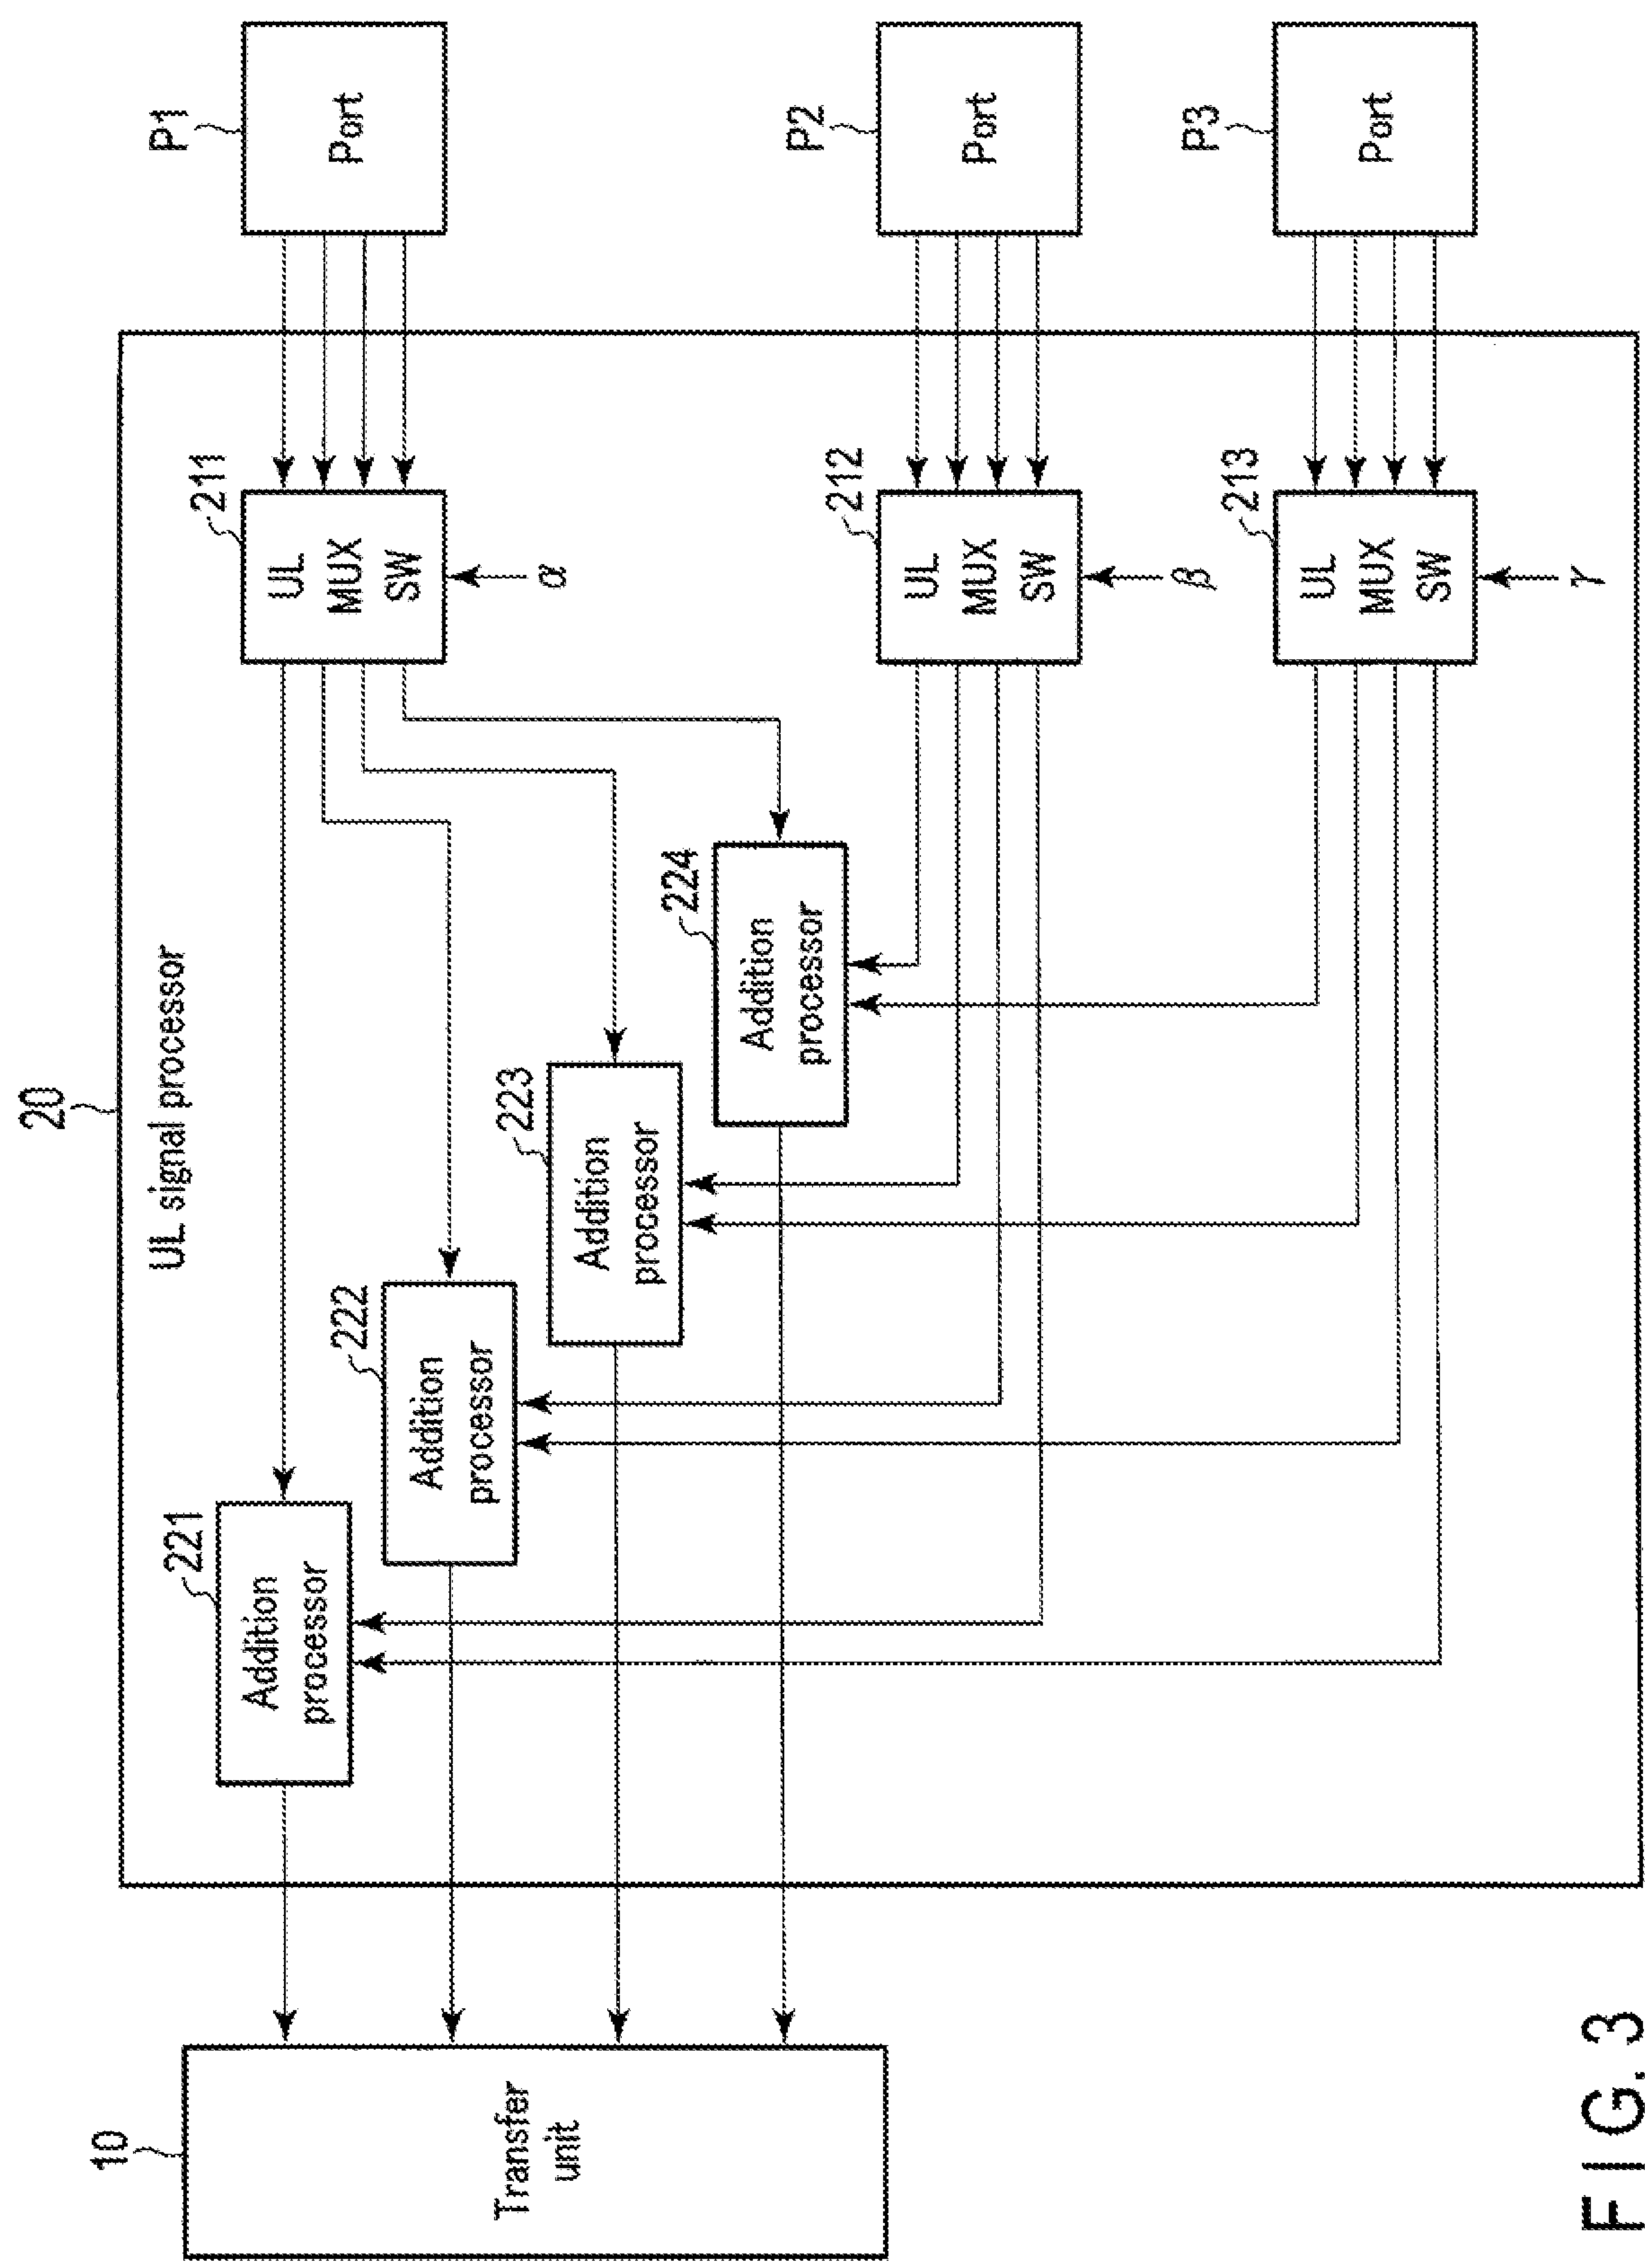 20
UL signal processor
10
Transfer
unit
221
Addition
processor
222
Addition
processor
223
Addition
processor
224
Addition
processor
211
UL
MUX
SW
α
212
UL
MUX
SW
β
213
UL
MUX
SW
γ
P1
Port
P2
Port
P3
Port
FIG. 3